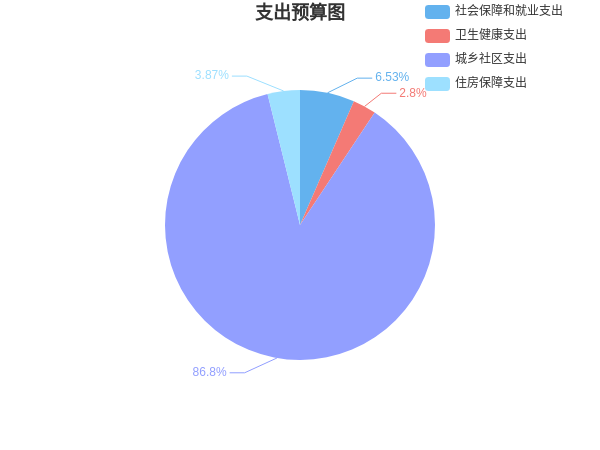 支出预算图
社会保障和就业支出
卫生健康支出
城乡社区支出
住房保障支出
3.87%
6.53%
2.8%
86.8%